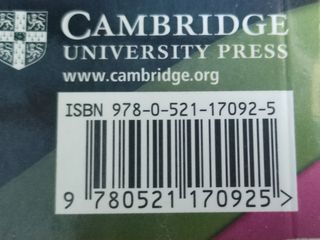 CAMBRIDGE
UNIVERSITY PRESS
www.cambridge.org
ISBN 978-0-521-17092-5
9 780521 170925 >